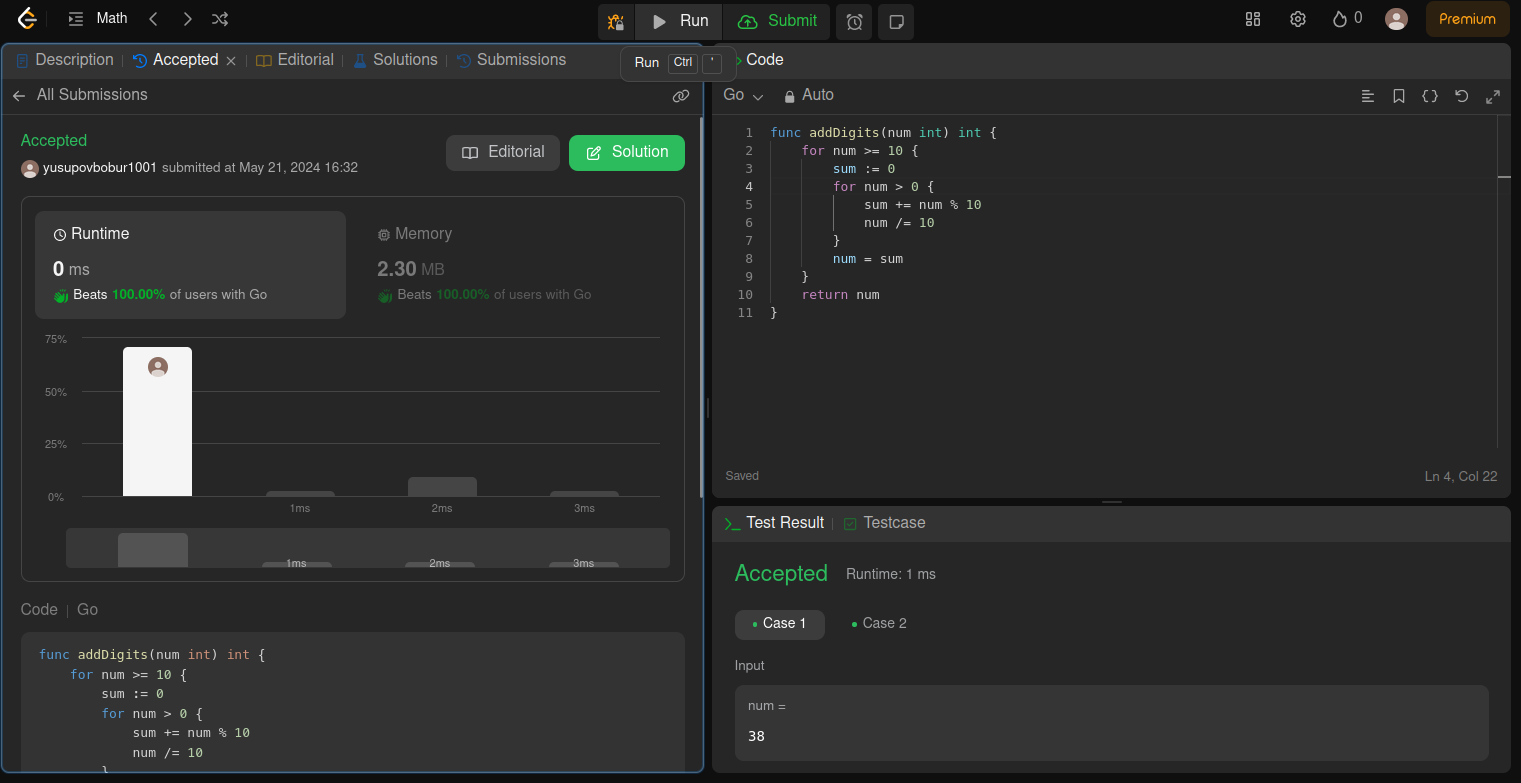 Math
Run
Submit
0
Premium
Description
Accepted
Editorial
Solutions
Submissions
Run Ctrl '
All Submissions
Accepted
yusupovbobur1001 submitted at May 21, 2024 16:32
Editorial
Solution
Runtime
0 ms
Beats 100.00% of users with Go
Memory
2.30 MB
Beats 100.00% of users with Go
75%
50%
25%
0%
1ms
2ms
3ms
1ms
2ms
3ms
Code
Go
func addDigits(num int) int {
    for num >= 10 {
        sum := 0
        for num > 0 {
            sum += num % 10
            num /= 10
        }
Code
Go
Auto
1 func addDigits(num int) int {
2     for num >= 10 {
3         sum := 0
4         for num > 0 {
5             sum += num % 10
6             num /= 10
7         }
8         num = sum
9     }
10     return num
11 }
Saved
Ln 4, Col 22
Test Result
Testcase
Accepted
Runtime: 1 ms
Case 1
Case 2
Input
num =
38